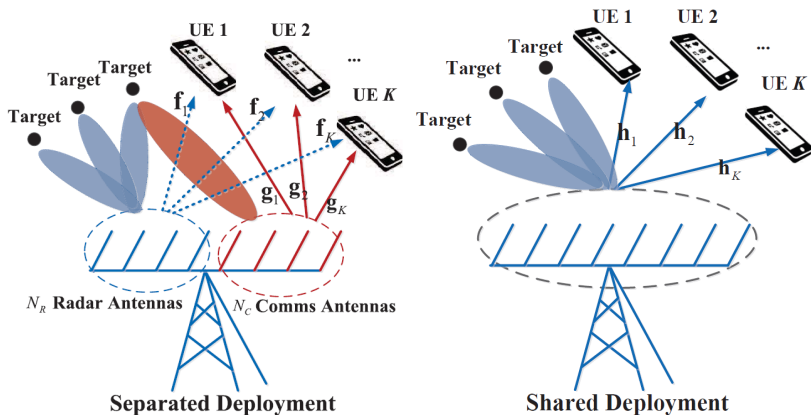 UE 1
UE 2
...
UE K
Target
Target
Target
f1
f2
fK
g1
g2
gK
NR Radar Antennas
NC Comms Antennas
Separated Deployment
UE 1
UE 2
...
UE K
Target
Target
Target
h1
h2
hK
Shared Deployment